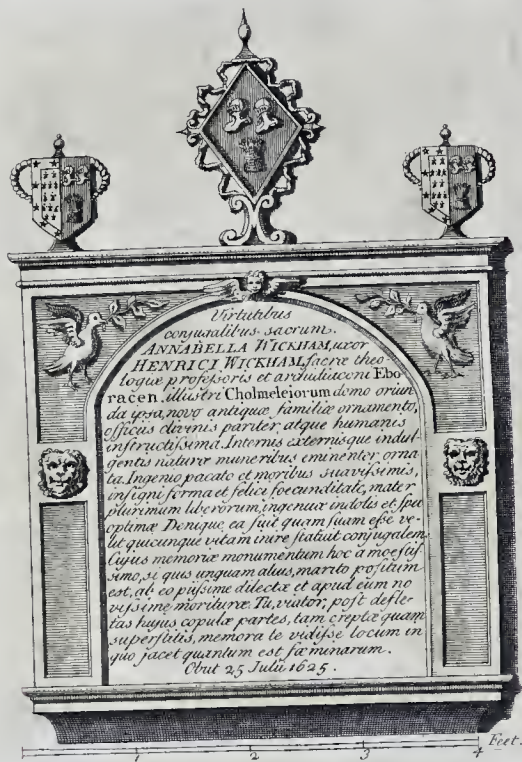 Virtutibus
conjugalibus sacrum.
ANNABELLA WICKHAM, uxor
HENRICI WICKHAM, sacræ theo-
logiæ professoris et archidiaconi Ebo-
racen. illustri Cholmeleiorum domo oriun
da ipsa, novo antiquæ familiæ ornamento,
officiis divinis pariter, atque humanis
instructissima. Internis externisque indul-
gentis naturæ muneribus eminenter orna
ta. Ingenio pacato et moribus suavissimis,
insigni forma et felici foecunditate, mater
plurimum liberorum, ingenuæ indolis et spei
optimæ Denique, ea fuit quam suam esse ve-
lit quicunque vitam inire statuit conjugalem.
Cujus memoriæ monumentum hoc a moestis
simo, si quis unquam alius, marito positum
est, ab eo piissime dilectæ et apud eum no
vissime morituræ. Tu, viator, post defle-
tas hujus copulæ partes, tam ereptæ quam
superstitis, memora te vidisse locum in
quo jacet quantum est fæminarum.
Obiit 25 Julii 1625.
1 2 3 4 Feet.